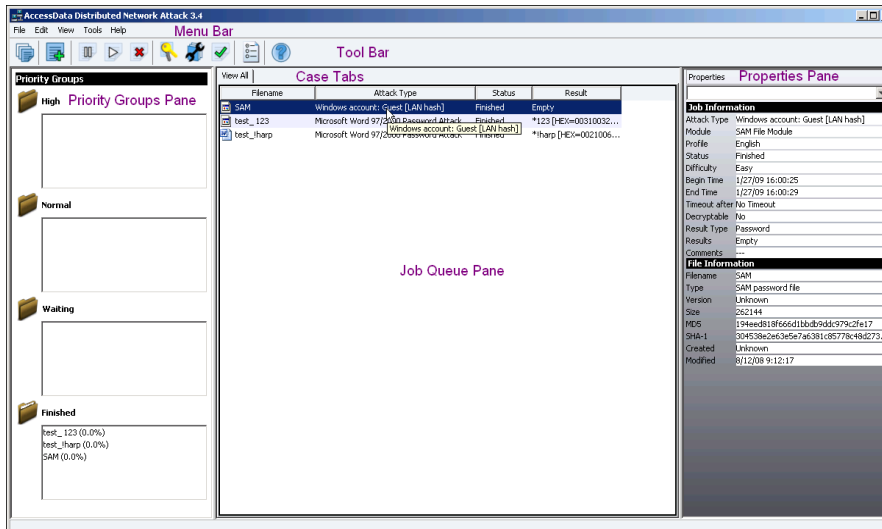 AccessData Distributed Network Attack 3.4
File Edit View Tools Help
Menu Bar
Tool Bar
Priority Groups
High
Priority Groups Pane
Normal
Waiting
Finished
test_ 123 (0.0%)
test_!harp (0.0%)
SAM (0.0%)
View All
Case Tabs
Filename Attack Type Status Result
SAM Windows account: Guest [LAN hash] Finished Empty
test_ 123 Microsoft Word 97/2000 Password Attack Finished *123 [HEX=00310032...
Windows account: Guest [LAN hash]
test_!harp Microsoft Word 97/2000 Password Attack Finished *!harp [HEX=0021006...
Job Queue Pane
Properties
Properties Pane
Job Information
Attack Type Windows account: Guest [LAN hash]
Module SAM File Module
Profile English
Status Finished
Difficulty Easy
Begin Time 1/27/09 16:00:25
End Time 1/27/09 16:00:29
Timeout after No Timeout
Decryptable No
Result Type Password
Results Empty
Comments ---
File Information
Filename SAM
Type SAM password file
Version Unknown
Size 262144
MD5 194eed818f666d1bbdb9ddc979c2fe17
SHA-1 304538e2e63e5e7a6381c85778c48d273...
Created Unknown
Modified 8/12/08 9:12:17